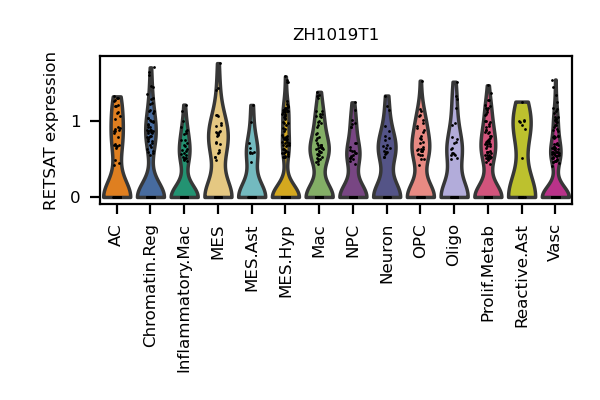 ZH1019T1
RETSAT expression
1
0
AC
Chromatin.Reg
Inflammatory.Mac
MES
MES.Ast
MES.Hyp
Mac
NPC
Neuron
OPC
Oligo
Prolif.Metab
Reactive.Ast
Vasc